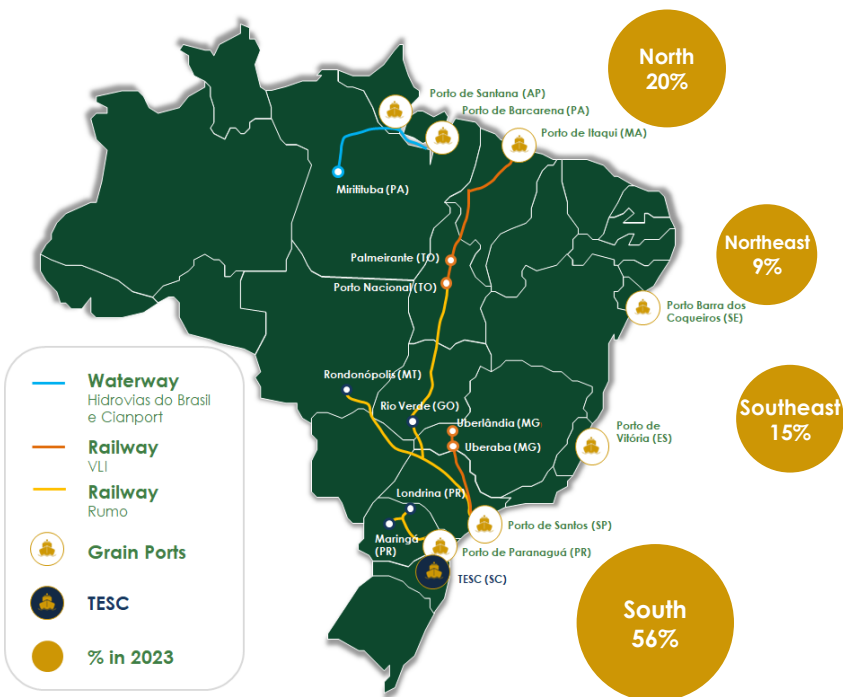 North
20%
Porto de Santana (AP)
Porto de Barcarena (PA)
Porto de Itaqui (MA)
Mirilituba (PA)
Northeast
9%
Palmeirante (TO)
Porto Nacional (TO)
Porto Barra dos
Coqueiros (SE)
Waterway
Hidrovias do Brasil
e Cianport
Railway
VLI
Railway
Rumo
Grain Ports
TESC
% in 2023
Rondonópolis (MT)
Rio Verde (GO)
Uberlândia (MG
Uberaba (MG)
Southeast
15%
Porto de
Vitória (ES)
Londrina (PR)
Maringá
(PR)
Porto de Santos (SP)
Porto de Paranaguá (PR)
TESC (SC)
South
56%